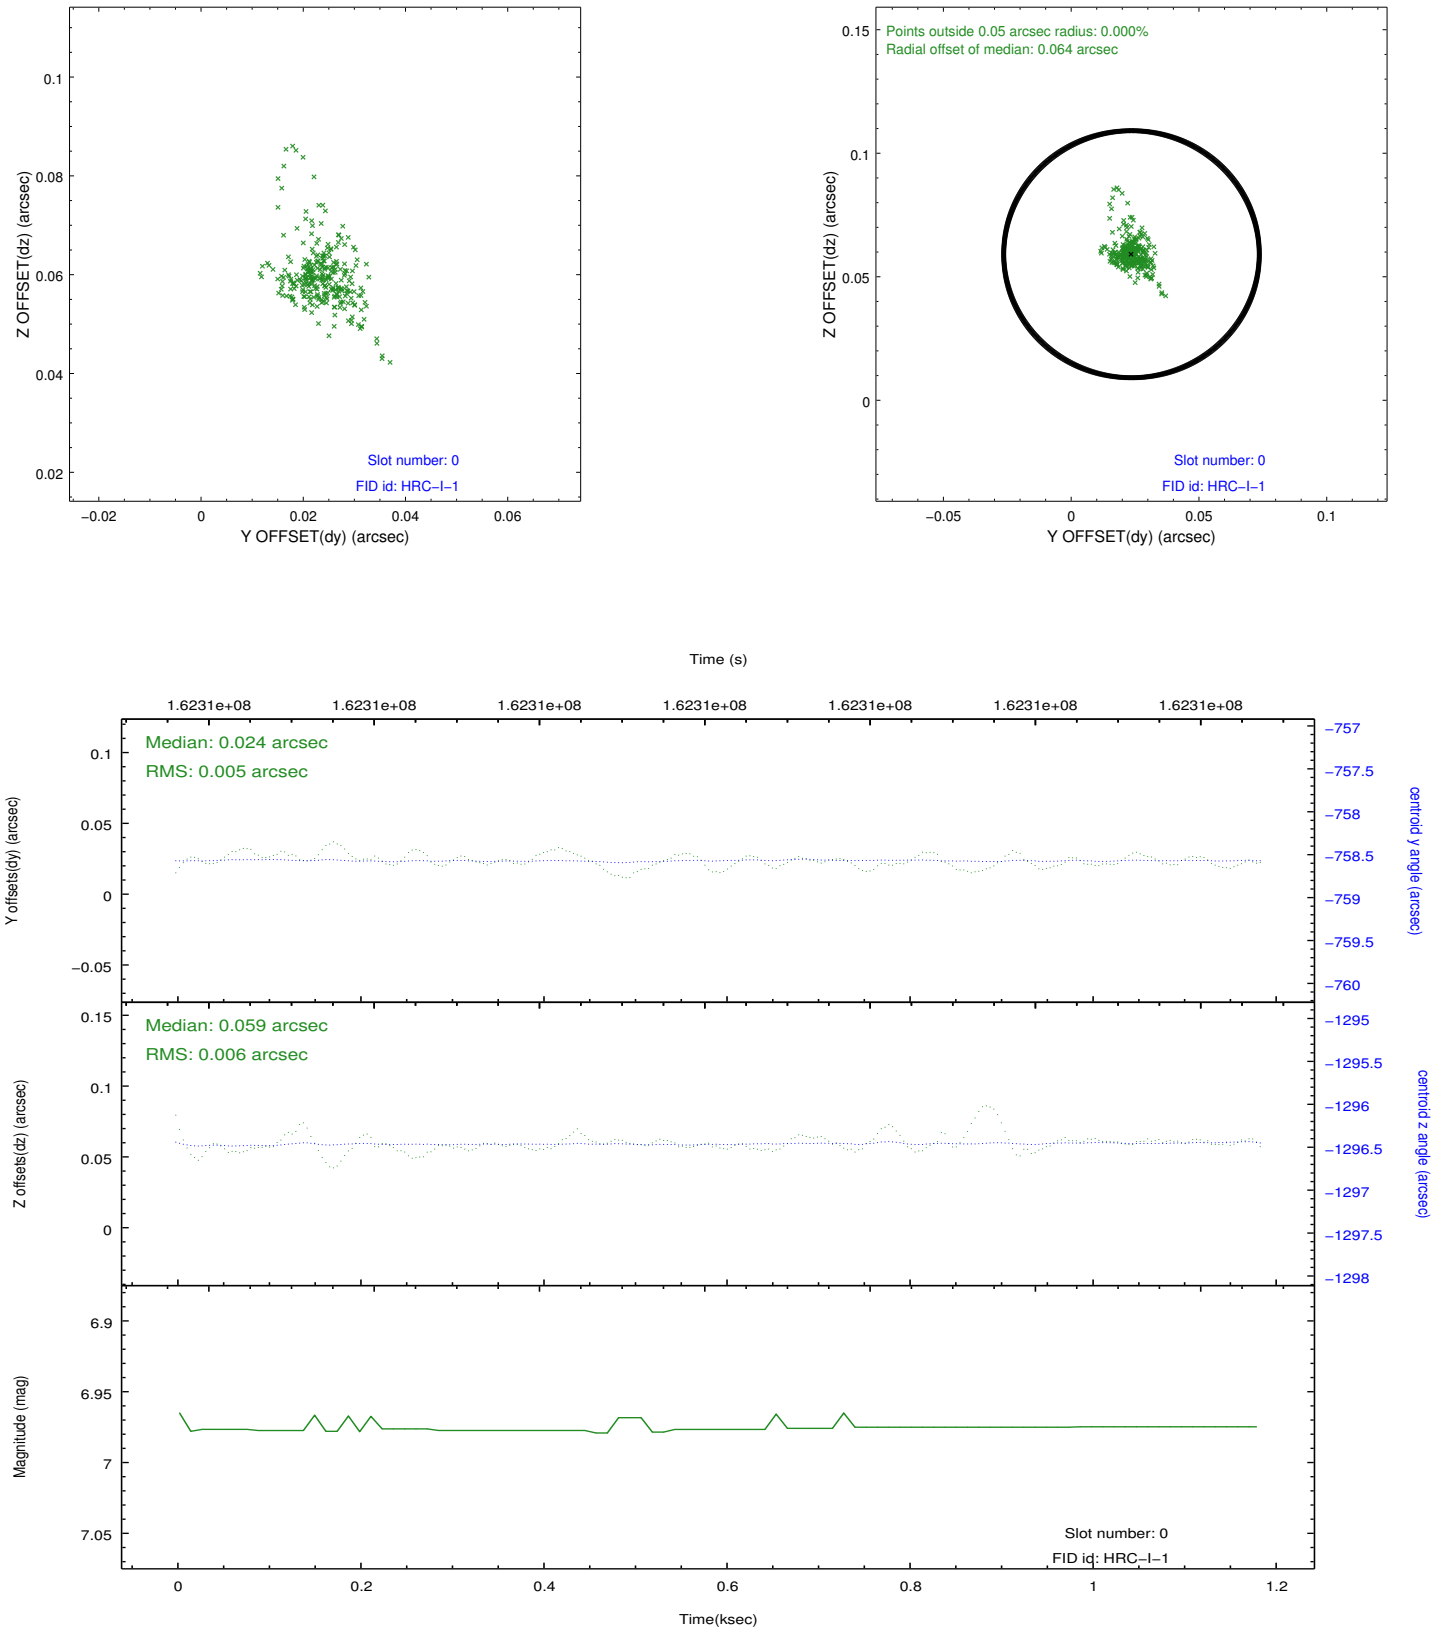 0.1
0.08
0.06
0.04
0.02
Z OFFSET(dz) (arcsec)
Slot number: 0
FID id: HRC−I−1
−0.02
0
0.02
0.04
0.06
Y OFFSET(dy) (arcsec)
Points outside 0.05 arcsec radius: 0.000%
Radial offset of median: 0.064 arcsec
0.15
0.1
0.05
0
Z OFFSET(dz) (arcsec)
Slot number: 0
FID id: HRC−I−1
−0.05
0
0.05
0.1
Y OFFSET(dy) (arcsec)
Time (s)
1.6231e+08
1.6231e+08
1.6231e+08
1.6231e+08
1.6231e+08
1.6231e+08
1.6231e+08
Median: 0.024 arcsec
RMS: 0.005 arcsec
0.1
0.05
0
−0.05
Y offsets(dy) (arcsec)
−757
−757.5
−758
−758.5
−759
−759.5
−760
centroid y angle (arcsec)
Median: 0.059 arcsec
RMS: 0.006 arcsec
0.15
0.1
0.05
0
Z offsets(dz) (arcsec)
−1295
−1295.5
−1296
−1296.5
−1297
−1297.5
−1298
centroid z angle (arcsec)
6.9
6.95
7
7.05
Magnitude (mag)
Slot number: 0
FID id: HRC−I−1
0
0.2
0.4
0.6
0.8
1
1.2
Time(ksec)